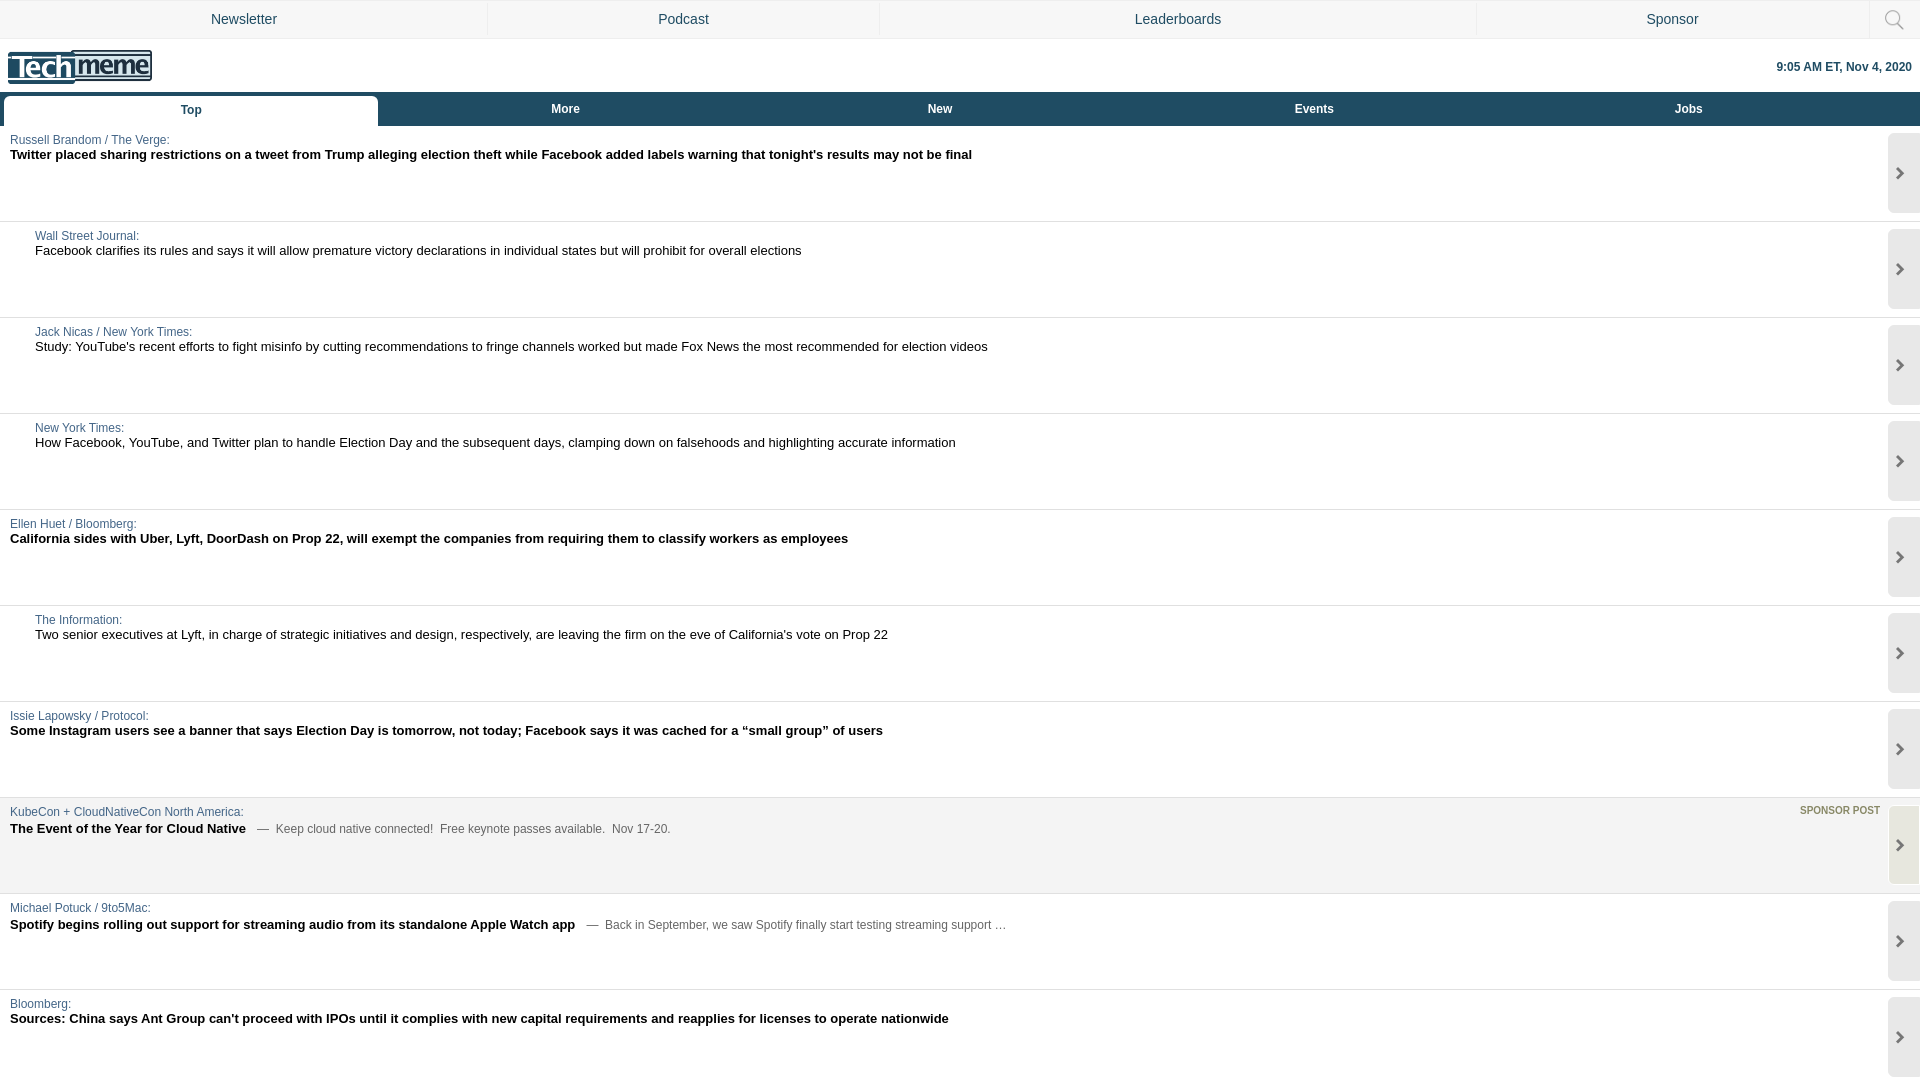 Newsletter
Podcast
Leaderboards
Sponsor
Techmeme
9:05 AM ET, Nov 4, 2020
Top
More
New
Events
Jobs
Russell Brandom / The Verge:
Twitter placed sharing restrictions on a tweet from Trump alleging election theft while Facebook added labels warning that tonight's results may not be final
Wall Street Journal:
Facebook clarifies its rules and says it will allow premature victory declarations in individual states but will prohibit for overall elections
Jack Nicas / New York Times:
Study: YouTube's recent efforts to fight misinfo by cutting recommendations to fringe channels worked but made Fox News the most recommended for election videos
New York Times:
How Facebook, YouTube, and Twitter plan to handle Election Day and the subsequent days, clamping down on falsehoods and highlighting accurate information
Ellen Huet / Bloomberg:
California sides with Uber, Lyft, DoorDash on Prop 22, will exempt the companies from requiring them to classify workers as employees
The Information:
Two senior executives at Lyft, in charge of strategic initiatives and design, respectively, are leaving the firm on the eve of California's vote on Prop 22
Issie Lapowsky / Protocol:
Some Instagram users see a banner that says Election Day is tomorrow, not today; Facebook says it was cached for a “small group” of users
KubeCon + CloudNativeCon North America:
SPONSOR POST
The Event of the Year for Cloud Native — Keep cloud native connected! Free keynote passes available. Nov 17-20.
Michael Potuck / 9to5Mac:
Spotify begins rolling out support for streaming audio from its standalone Apple Watch app — Back in September, we saw Spotify finally start testing streaming support …
Bloomberg:
Sources: China says Ant Group can't proceed with IPOs until it complies with new capital requirements and reapplies for licenses to operate nationwide